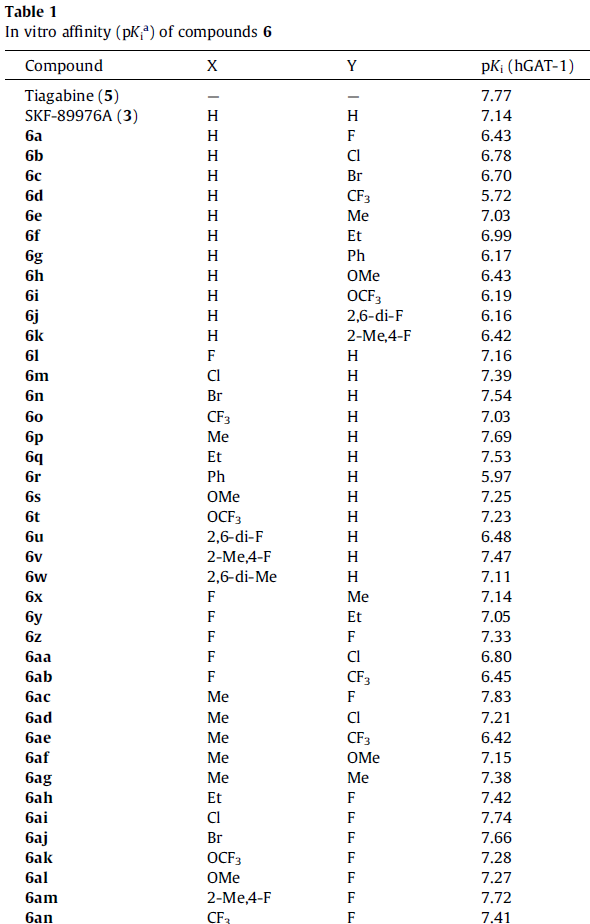 Table 1
In vitro affinity (pKiª) of compounds 6
Compound X Y pKi (hGAT-1)
Tiagabine (5) — — 7.77
SKF-89976A (3) H H 7.14
6a H F 6.43
6b H Cl 6.78
6c H Br 6.70
6d H CF3 5.72
6e H Me 7.03
6f H Et 6.99
6g H Ph 6.17
6h H OMe 6.43
6i H OCF3 6.19
6j H 2,6-di-F 6.16
6k H 2-Me,4-F 6.42
6l F H 7.16
6m Cl H 7.39
6n Br H 7.54
6o CF3 H 7.03
6p Me H 7.69
6q Et H 7.53
6r Ph H 5.97
6s OMe H 7.25
6t OCF3 H 7.23
6u 2,6-di-F H 6.48
6v 2-Me,4-F H 7.47
6w 2,6-di-Me H 7.11
6x F Me 7.14
6y F Et 7.05
6z F F 7.33
6aa F Cl 6.80
6ab F CF3 6.45
6ac Me F 7.83
6ad Me Cl 7.21
6ae Me CF3 6.42
6af Me OMe 7.15
6ag Me Me 7.38
6ah Et F 7.42
6ai Cl F 7.74
6aj Br F 7.66
6ak OCF3 F 7.28
6al OMe F 7.27
6am 2-Me,4-F F 7.72
6an CF3 F 7.41